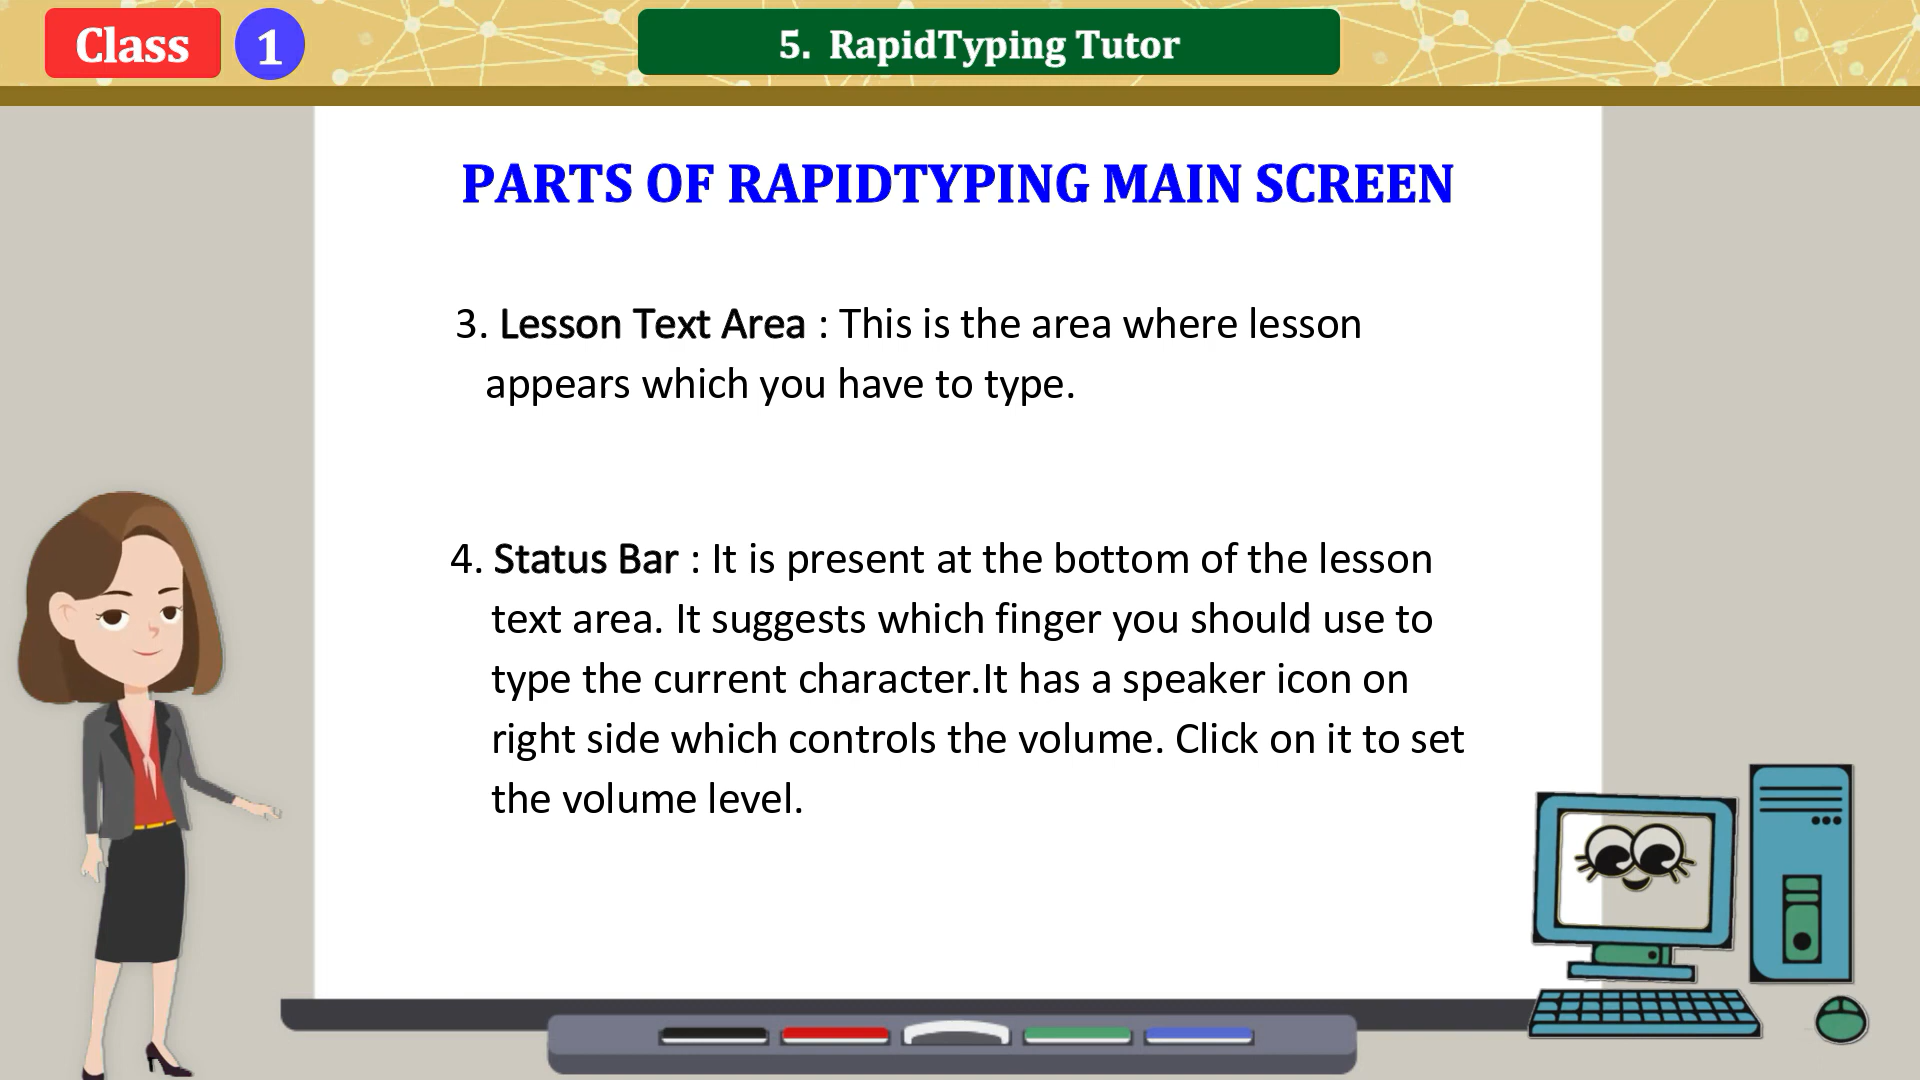 Class 1
5. RapidTyping Tutor
PARTS OF RAPIDTYPING MAIN SCREEN
3. Lesson Text Area : This is the area where lesson
appears which you have to type.
4. Status Bar : It is present at the bottom of the lesson
text area. It suggests which finger you should use to
type the current character.It has a speaker icon on
right side which controls the volume. Click on it to set
the volume level.